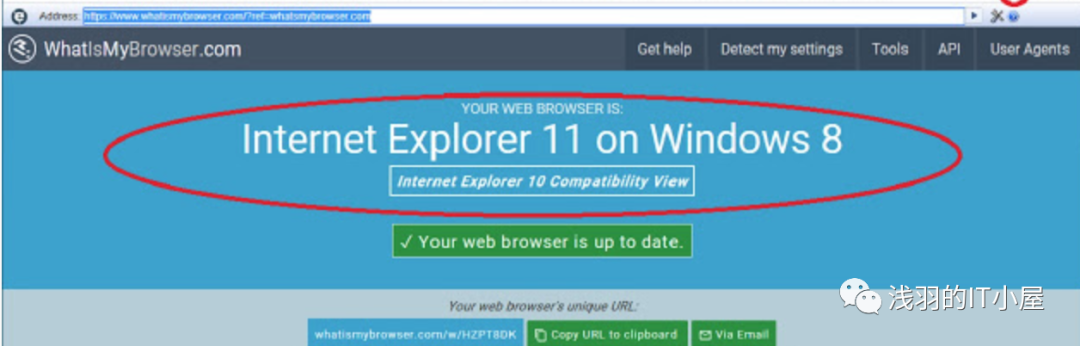 Address: https://www.whatismybrowser.com/?ref=whatsmybrowser.com
WhatIsMyBrowser.com
Get help
Detect my settings
Tools
API
User Agents
YOUR WEB BROWSER IS:
Internet Explorer 11 on Windows 8
Internet Explorer 10 Compatibility View
✓ Your web browser is up to date.
Your web browser's unique URL:
whatismybrowser.com/w/HZPT8DK
Copy URL to clipboard
Via Email
浅羽的IT小屋